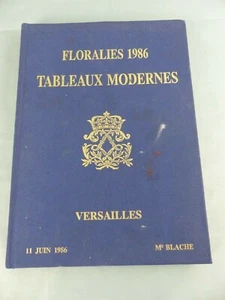 FLORALIES 1986
TABLEAUX MODERNES
VERSAILLES
11 JUIN 1986 Me BLACHE